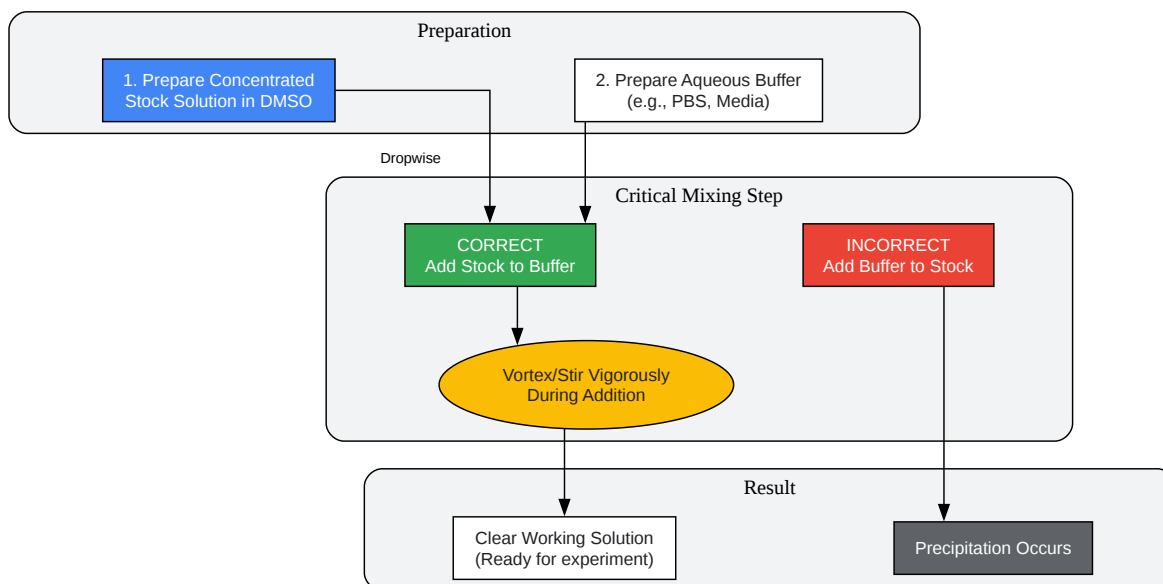 Preparation
1. Prepare Concentrated
Stock Solution in DMSO
2. Prepare Aqueous Buffer
(e.g., PBS, Media)
Dropwise
Critical Mixing Step
CORRECT
Add Stock to Buffer
INCORRECT
Add Buffer to Stock
Vortex/Stir Vigorously
During Addition
Result
Clear Working Solution
(Ready for experiment)
Precipitation Occurs